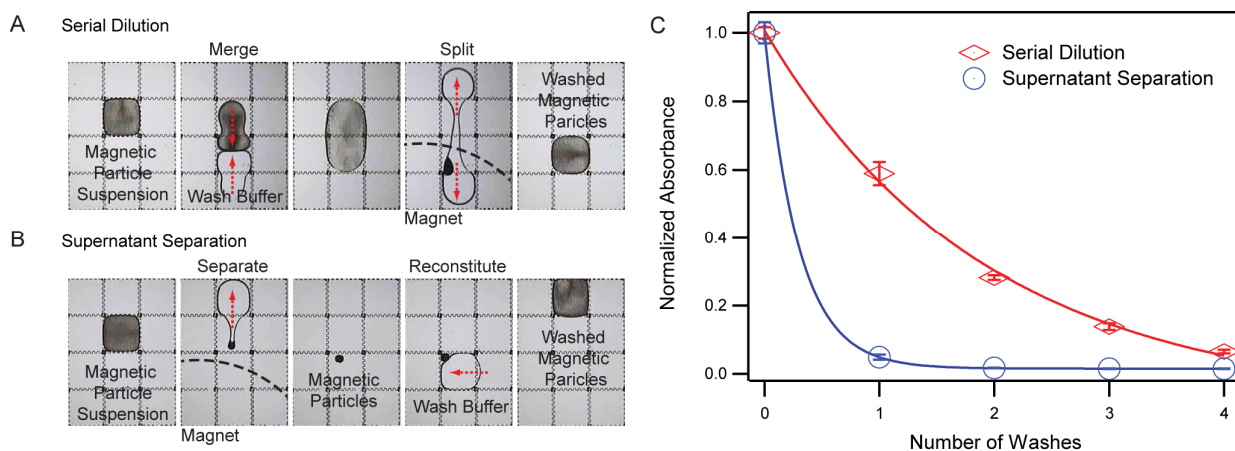 A
Serial Dilution
Merge
Split
Magnetic
Particle
Suspension
Wash Buffer
Washed
Magnetic
Paricles
Magnet
B
Supernatant Separation
Separate
Reconstitute
Magnetic
Particle
Suspension
Magnetic
Particles
Wash Buffer
Washed
Magnetic
Paricles
Magnet
C
Serial Dilution
Supernatant Separation
Normalized Absorbance
1.0
0.8
0.6
0.4
0.2
0.0
0
1
2
3
4
Number of Washes